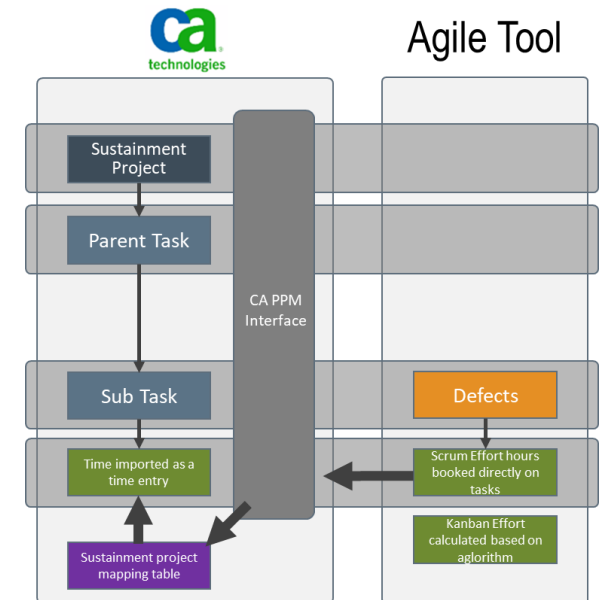 ca
technologies
Agile Tool
Sustainment
Project
Parent Task
CA PPM
Interface
Sub Task
Defects
Time imported as a
time entry
Scrum Effort hours
booked directly on
tasks
Kanban Effort
calculated based on
aglorithm
Sustainment project
mapping table